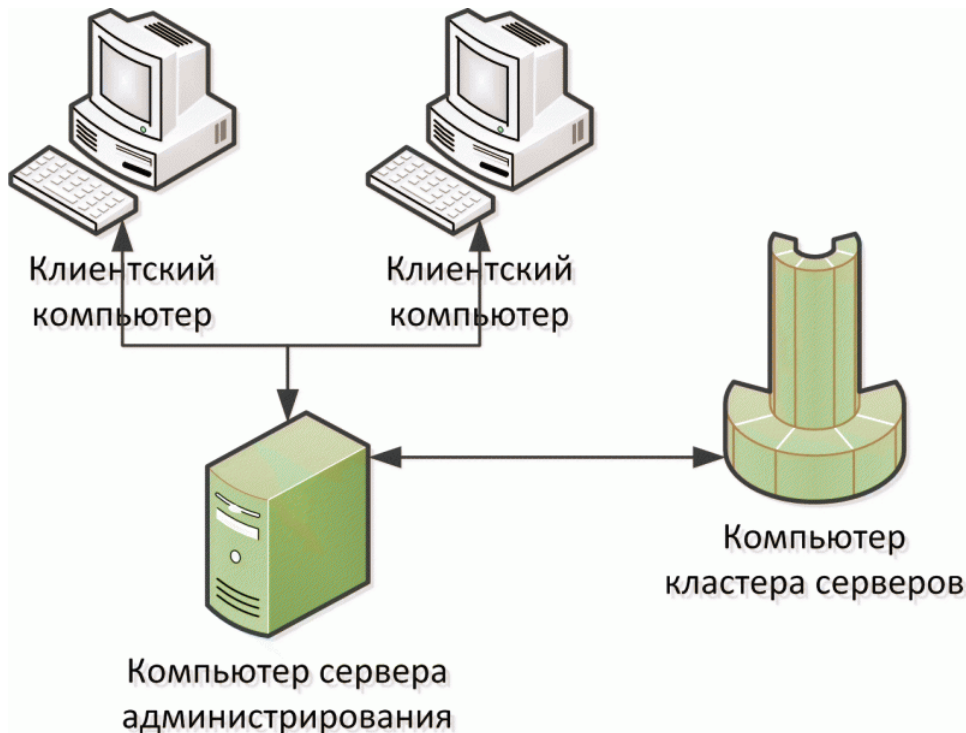 Клиентский
компьютер
Клиентский
компьютер
Компьютер
кластера серверов
Компьютер сервера
администрирования